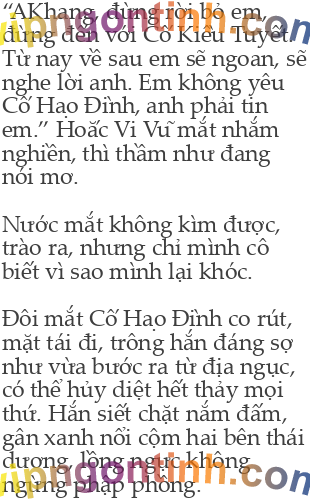 “AKhang, đừng rời bỏ em,
đừng đến với Cố Kiều Tuyết.
Từ nay về sau em sẽ ngoan, sẽ
nghe lời anh. Em không yêu
Cố Hạo Đình, anh phải tin
em.” Hoắc Vi Vũ mắt nhắm
nghiền, thì thầm như đang
nói mơ.
Nước mắt không kìm được,
trào ra, nhưng chỉ mình cô
biết vì sao mình lại khóc.
Đôi mắt Cố Hạo Đình co rút,
mặt tái đi, trông hắn đáng sợ
như vừa bước ra từ địa ngục,
có thể hủy diệt hết thảy mọi
thứ. Hắn siết chặt nắm đấm,
gân xanh nổi cộm hai bên thái
dương, lồng ngực không
ngừng phập phồng.
vipngontinh.com
vipngontinh.com